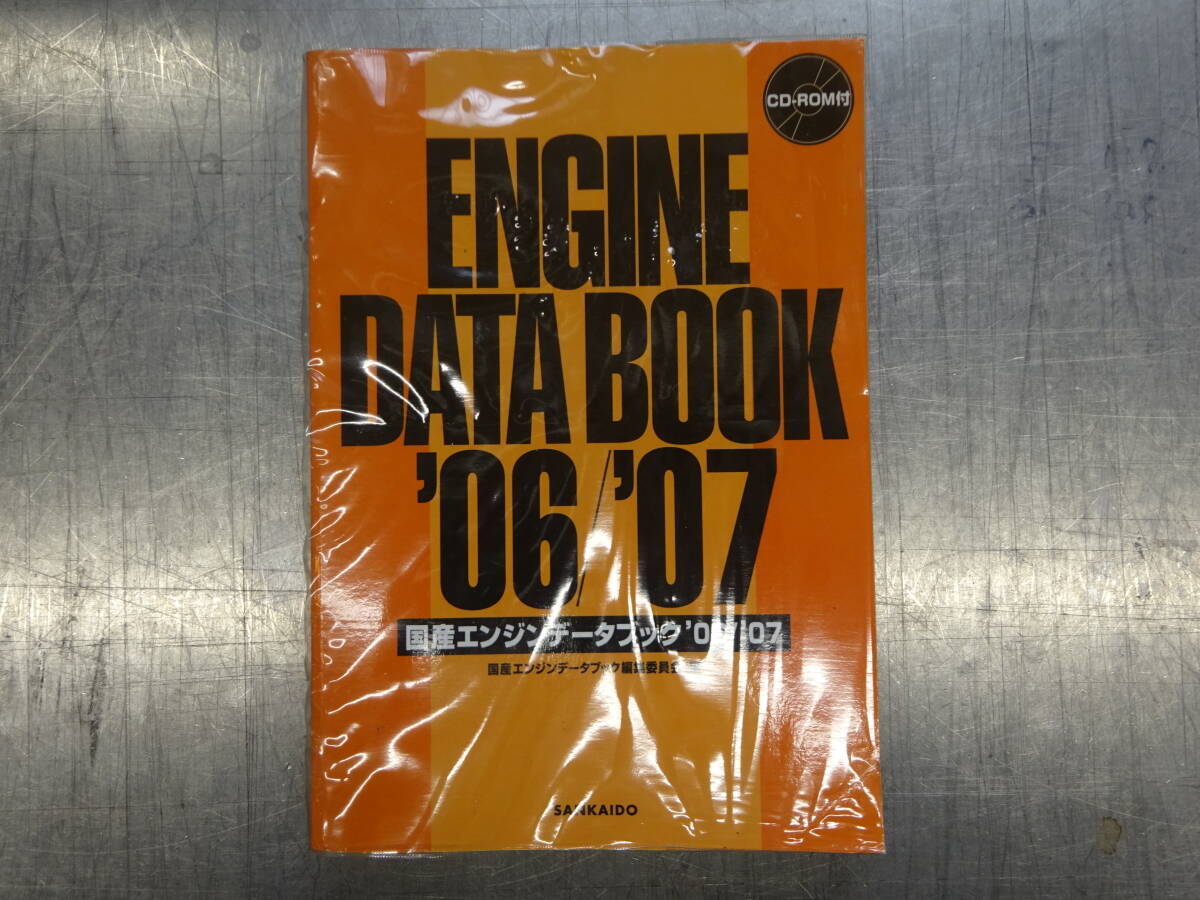 CD-ROM付
ENGINE
DATA BOOK
'06/'07
国産エンジンデータブック'06/'07
国産エンジンデータブック編集委員会
SANKAIDO